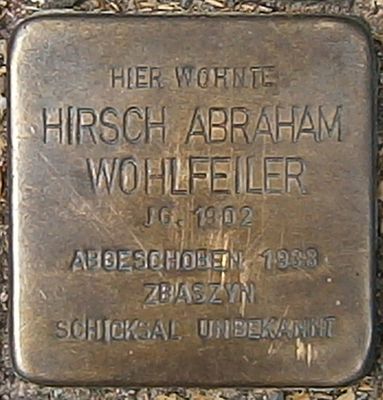 HIER WOHNTE
HIRSCH ABRAHAM
WOHLFEILER
JG. 1902
ABGESCHOBEN 1938
ZBASZYN
SCHICKSAL UNBEKANNT